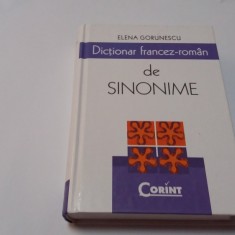 ELENA GORUNESCU
Dicționar francez-român
de
SINONIME
CORINT